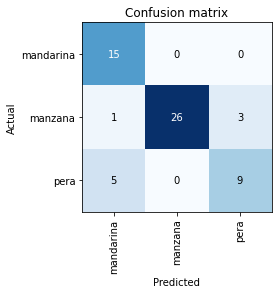 Confusion matrix
Actual
mandarina 15 0 0
manzana 1 26 3
pera 5 0 9
mandarina manzana pera
Predicted